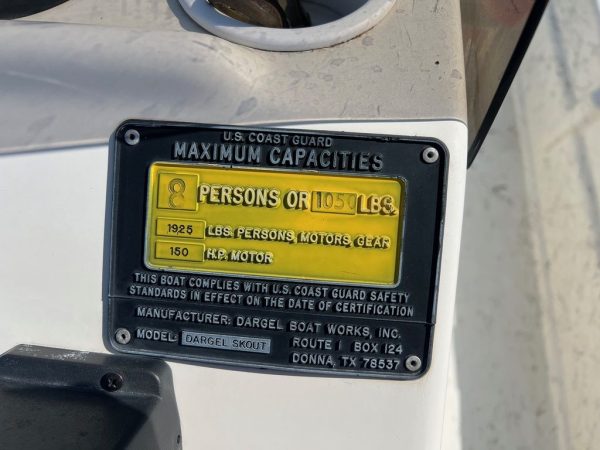 U.S. COAST GUARD
MAXIMUM CAPACITIES
8 PERSONS OR 1050 LBS.
1925 LBS. PERSONS, MOTORS, GEAR
150 H.P. MOTOR
THIS BOAT COMPLIES WITH U.S. COAST GUARD SAFETY
STANDARDS IN EFFECT ON THE DATE OF CERTIFICATION
MANUFACTURER: DARGEL BOAT WORKS, INC.
MODEL: DARGEL SKOUT ROUTE 1 BOX 124
DONNA, TX 78537